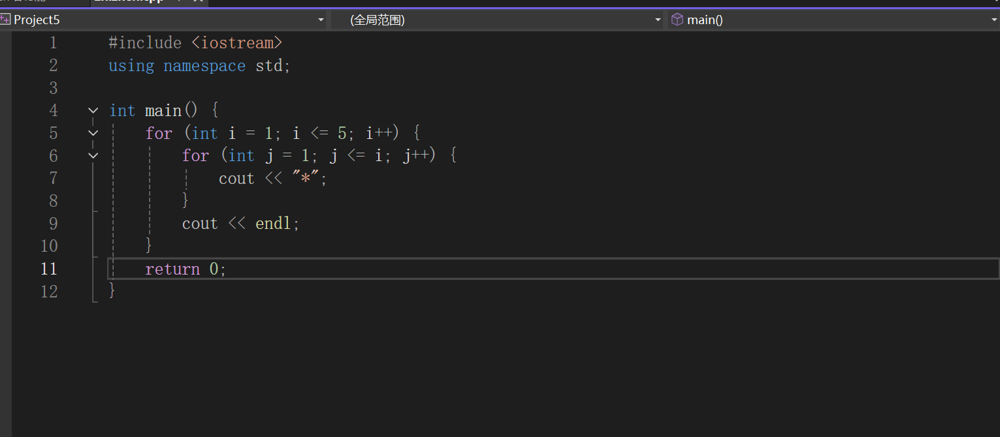 Project5
(全局范围)
main()
1 #include <iostream>
2 using namespace std;
3
4 int main() {
5     for (int i = 1; i <= 5; i++) {
6         for (int j = 1; j <= i; j++) {
7             cout << "*";
8         }
9         cout << endl;
10     }
11     return 0;
12 }